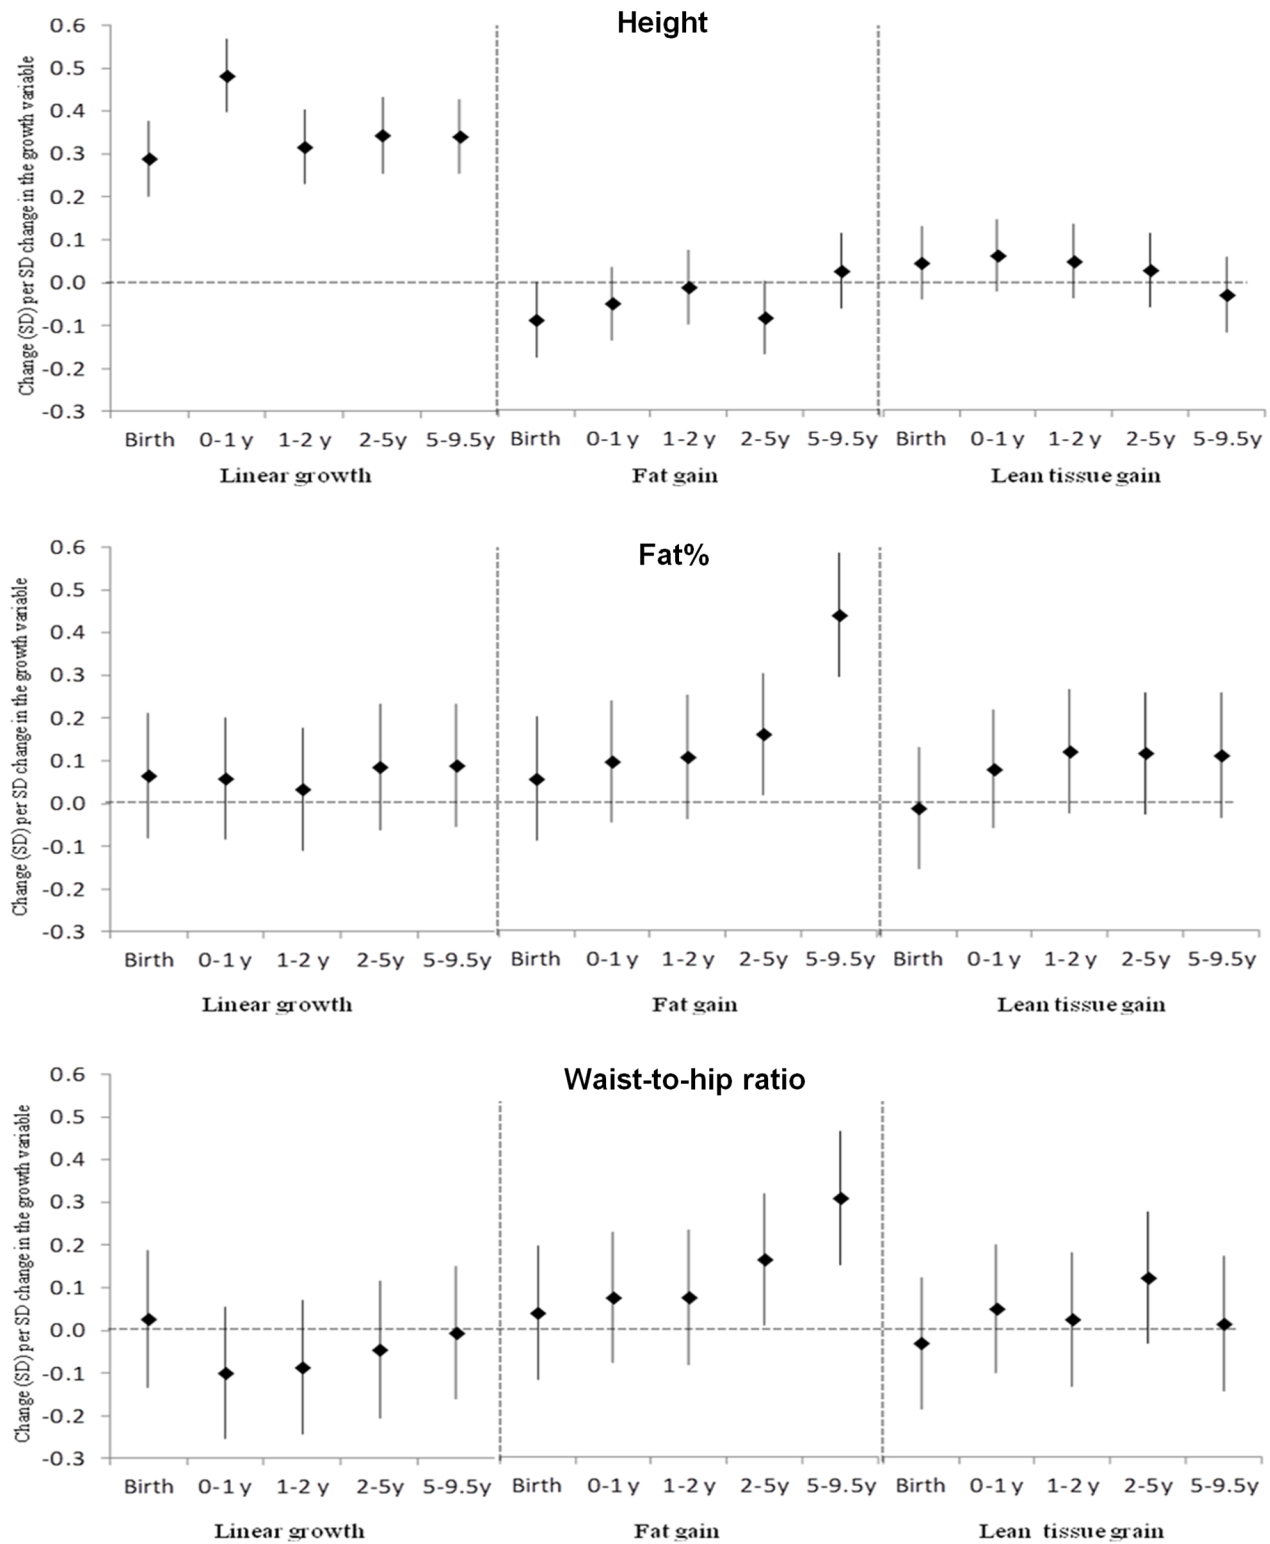 Height
Change (SD) per SD change in the growth variable
0.6
0.5
0.4
0.3
0.2
0.1
0.0
-0.1
-0.2
-0.3
Birth 0-1 y 1-2 y 2-5y 5-9.5y Birth 0-1 y 1-2 y 2-5y 5-9.5y Birth 0-1 y 1-2 y 2-5y 5-9.5y
Linear growth Fat gain Lean tissue gain
Fat%
Change (SD) per SD change in the growth variable
0.6
0.5
0.4
0.3
0.2
0.1
0.0
-0.1
-0.2
-0.3
Birth 0-1 y 1-2 y 2-5y 5-9.5y Birth 0-1 y 1-2 y 2-5y 5-9.5y Birth 0-1 y 1-2 y 2-5y 5-9.5y
Linear growth Fat gain Lean tissue gain
Waist-to-hip ratio
Change (SD) per SD change in the growth variable
0.6
0.5
0.4
0.3
0.2
0.1
0.0
-0.1
-0.2
-0.3
Birth 0-1 y 1-2 y 2-5y 5-9.5y Birth 0-1 y 1-2 y 2-5y 5-9.5y Birth 0-1 y 1-2 y 2-5y 5-9.5y
Linear growth Fat gain Lean tissue grain